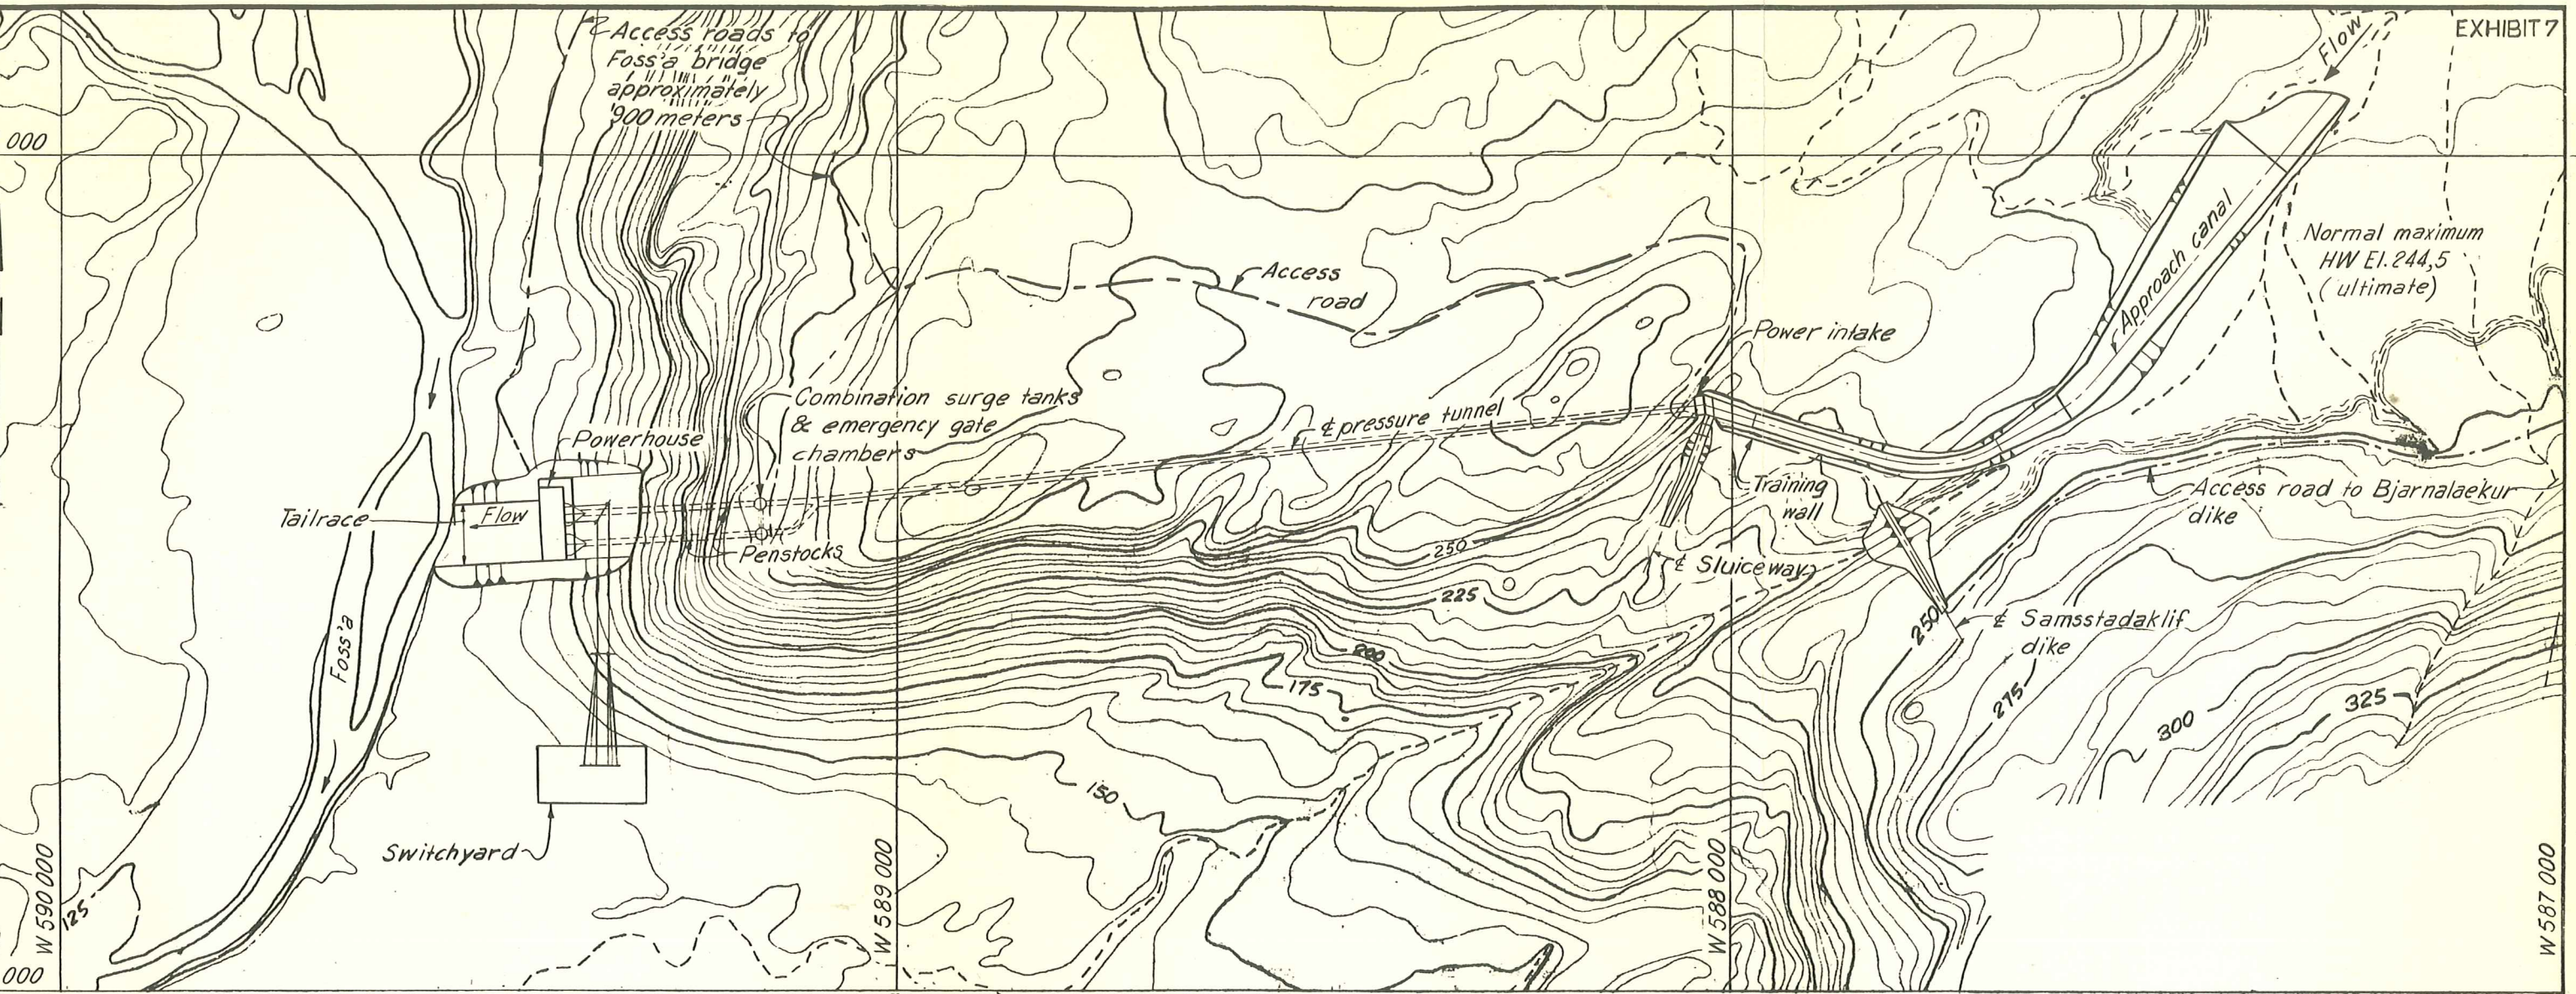 EXHIBIT 7
Flow
Access roads to
Foss'a bridge
approximately
900 meters
000
Approach canal
Normal maximum
HW El. 244,5
(ultimate)
Access
road
Power intake
Combination surge tanks
& emergency gate
chambers
℄ pressure tunnel
Powerhouse
Tailrace
Flow
Penstocks
Training
wall
Access road to Bjarnalaekur
dike
250
℄ Sluiceway
225
Foss'a
250
℄ Samsstadaklif
dike
200
175
275
300
325
150
Switchyard
125
W 590 000
W 589 000
W 588 000
W 587 000
000